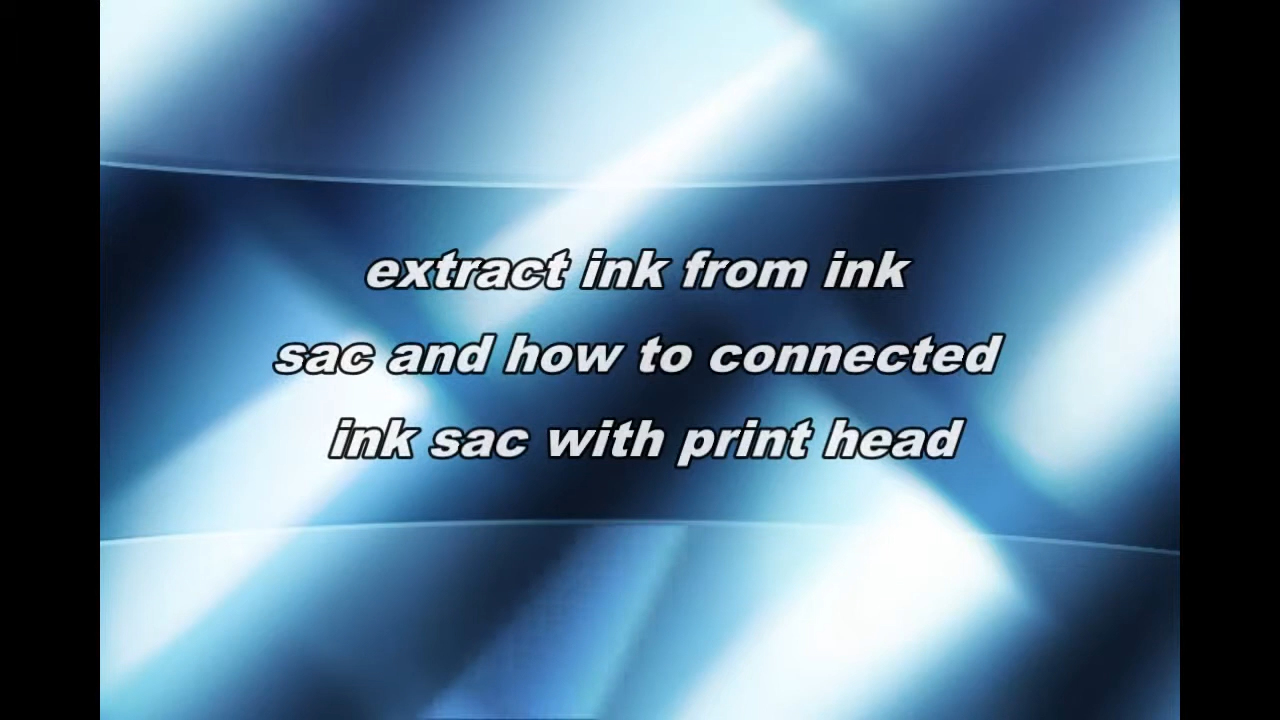 extract ink from ink
sac and how to connected
ink sac with print head